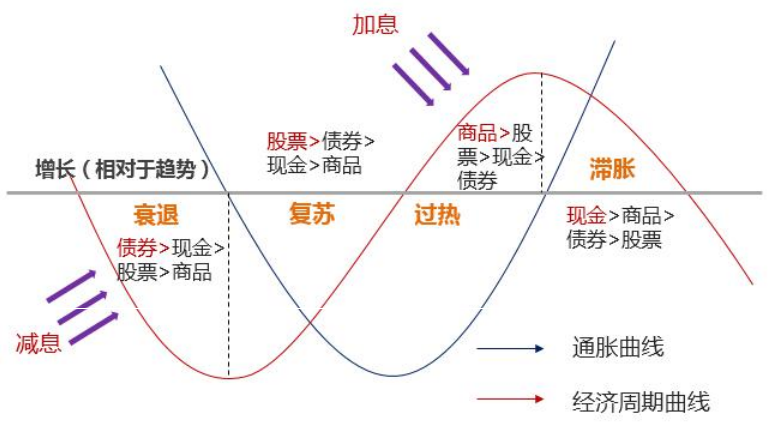 加息
股票>债券>
现金>商品
商品>股
票>现金>
债券
增长（相对于趋势）
滞胀
衰退
复苏
过热
现金>商品>
债券>股票
债券>现金>
股票>商品
减息
通胀曲线
经济周期曲线